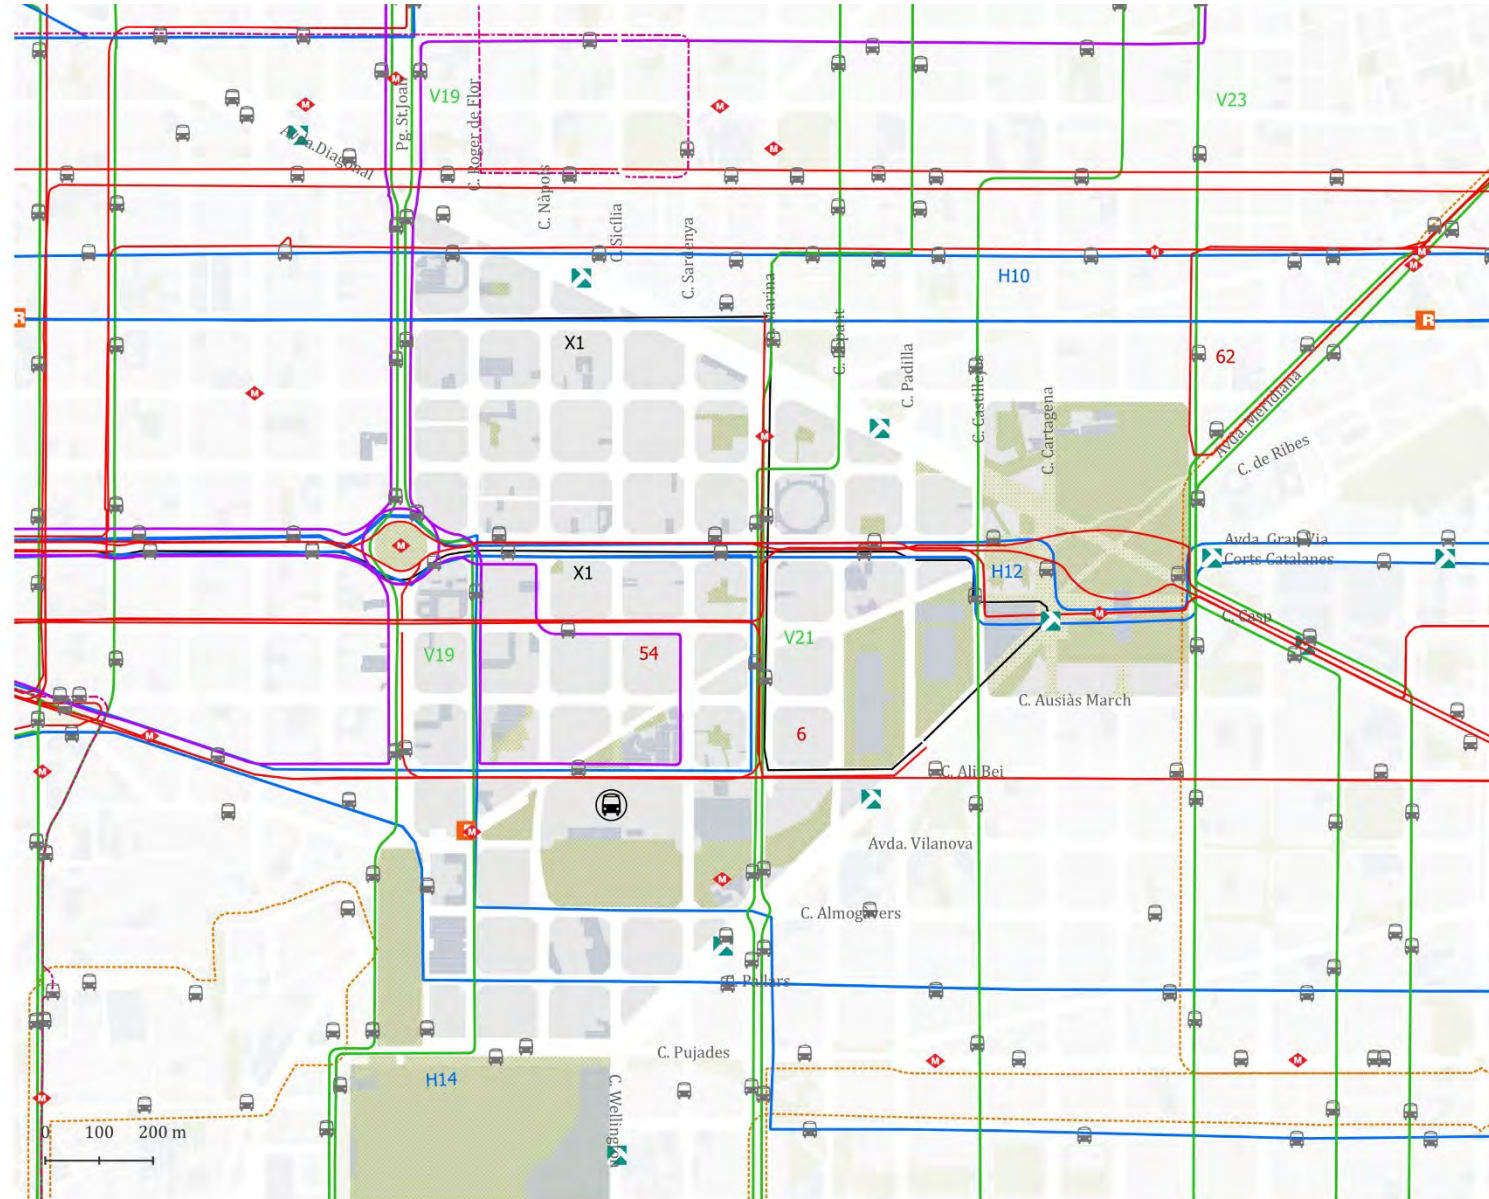 V19
V23
Pg. St.Joan
C. Roger de Flor
Avda.Diagonal
C. Nàpols
C. Sicília
C. Sardenya
H10
C. Marina
C. Lepant
X1
62
C. Padilla
C. Castillejos
C. Cartagena
Avda. Meridiana
C. de Ribes
M
R
Avda. Gran Via
Corts Catalanes
X1
H12
C. Casp
V21
V19
54
C. Ausiàs March
6
C. Ali Bei
Avda. Vilanova
C. Almogàvers
C. Pallars
C. Pujades
H14
C. Wellington
0 100 200 m